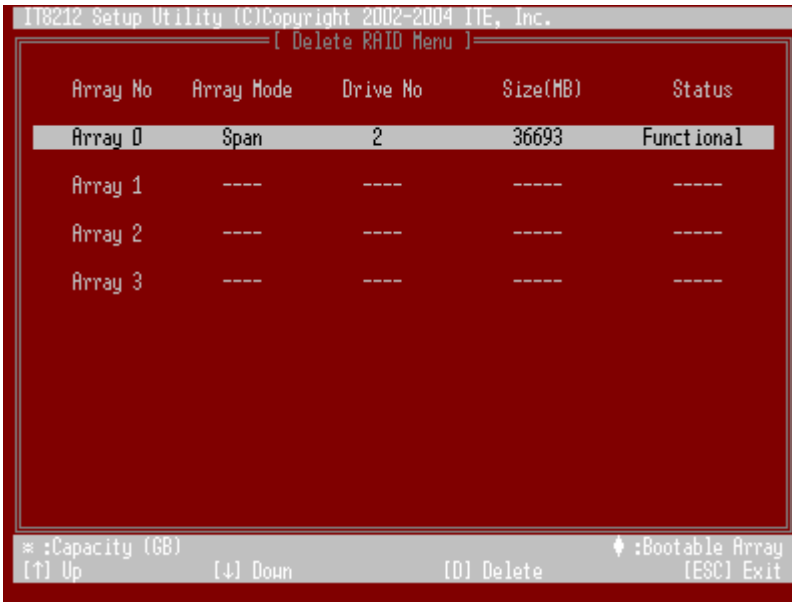 IT8212 Setup Utility (C)Copyright 2002-2004 ITE, Inc.
[ Delete RAID Menu ]
Array No Array Mode Drive No Size(MB) Status
Array 0 Span 2 36693 Functional
Array 1 ---- ---- ----- -----
Array 2 ---- ---- ----- -----
Array 3 ---- ---- ----- -----
* :Capacity (GB) ♦ :Bootable Array
[↑] Up [↓] Down [D] Delete [ESC] Exit